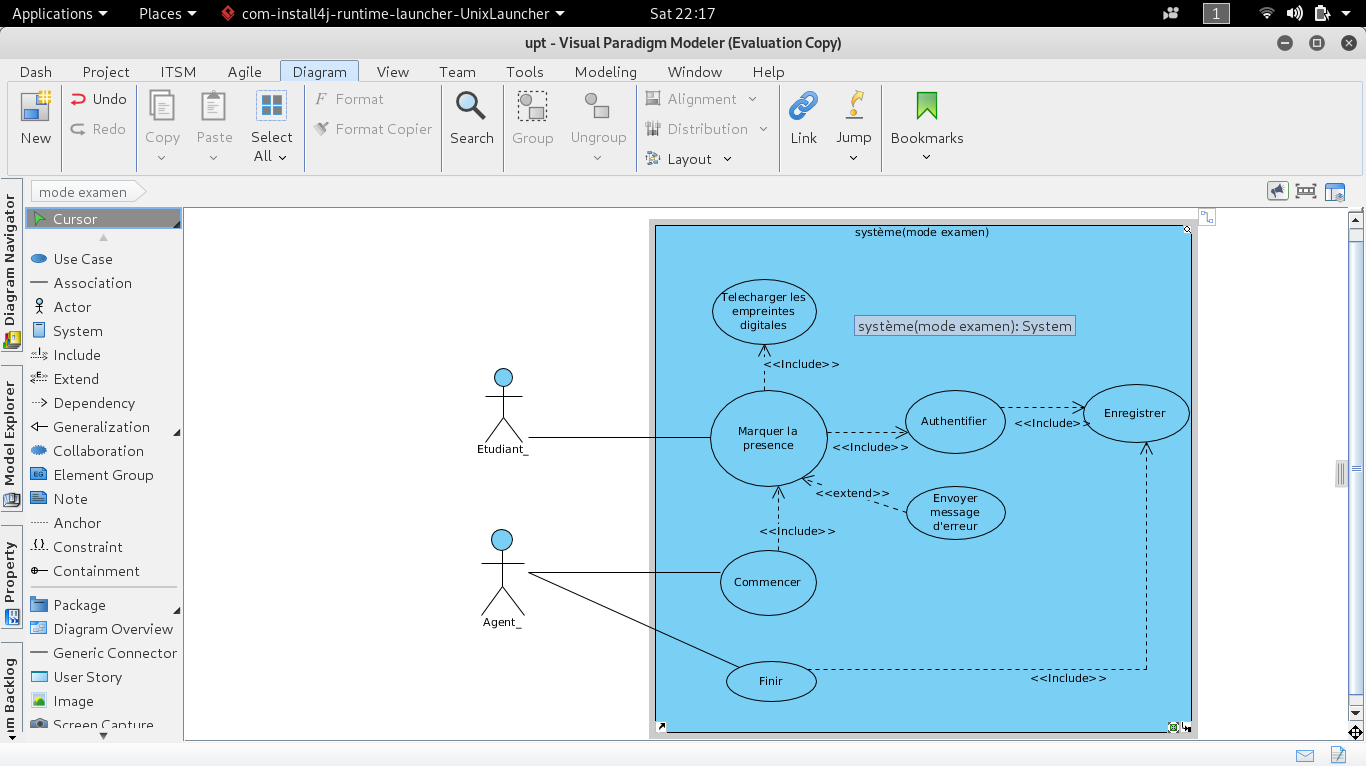 Applications Places com-install4j-runtime-launcher-UnixLauncher Sat 22:17 1
upt - Visual Paradigm Modeler (Evaluation Copy)
Dash Project ITSM Agile Diagram View Team Tools Modeling Window Help
New
Undo
Redo
Copy
Paste
Select
All
Format
Format Copier
Search
Group
Ungroup
Alignment
Distribution
Layout
Link
Jump
Bookmarks
mode examen
Diagram Navigator
Model Explorer
Property
am Backlog
Cursor
Use Case
Association
Actor
System
Include
Extend
Dependency
Generalization
Collaboration
Element Group
Note
Anchor
Constraint
Containment
Package
Diagram Overview
Generic Connector
User Story
Image
Screen Capture
système(mode examen)
Telecharger les
empreintes
digitales
système(mode examen): System
<<Include>>
Etudiant_
Marquer la
presence
<<Include>>
Authentifier
<<Include>>
Enregistrer
<<extend>>
Envoyer
message
d'erreur
<<Include>>
Agent_
Commencer
Finir
<<Include>>